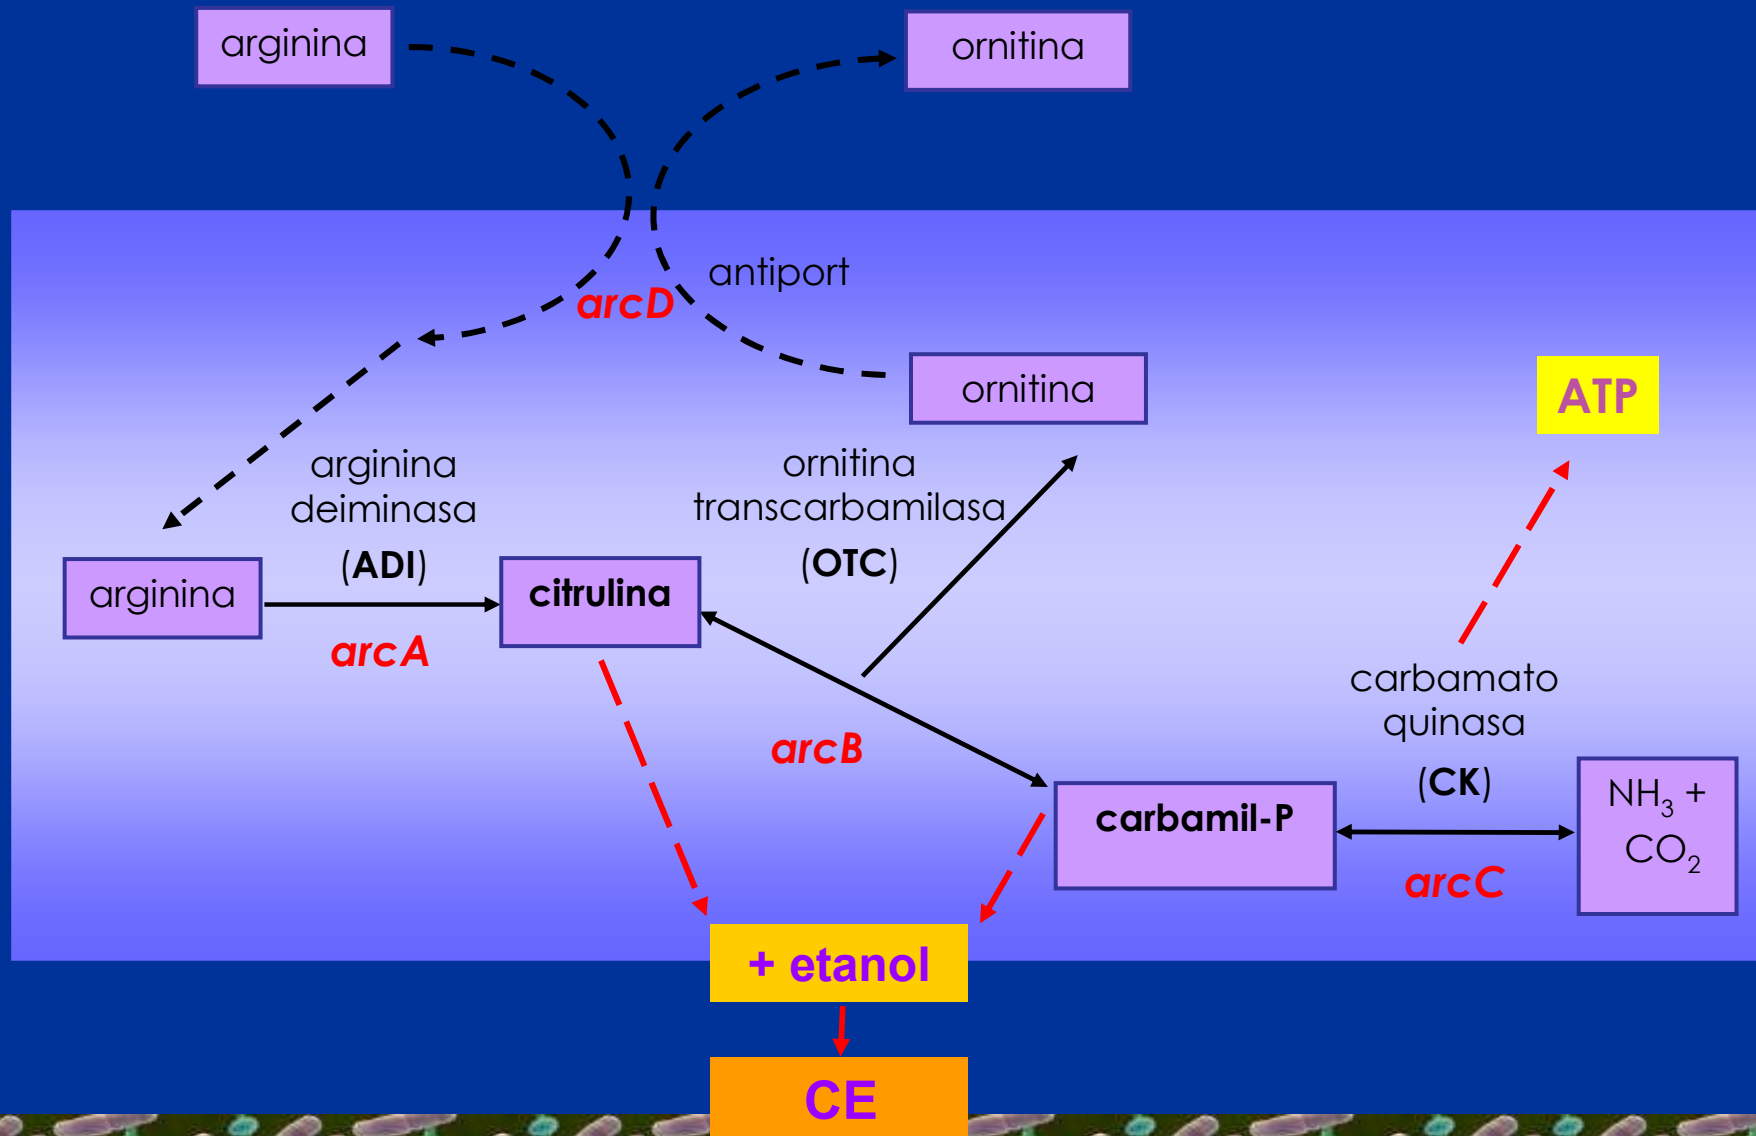 arginina
ornitina
antiport
arcD
ornitina
ATP
arginina
deiminasa
(ADI)
ornitina
transcarbamilasa
(OTC)
arginina
citrulina
arcA
arcB
carbamato
quinasa
(CK)
carbamil-P
NH₃ +
CO₂
arcC
+ etanol
CE